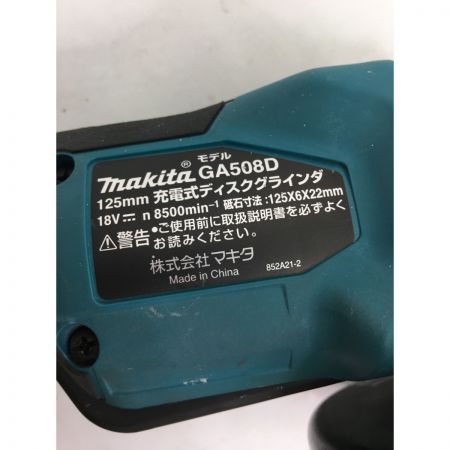 モデル
makita® GA508D
125mm 充電式ディスクグラインダ
18V⎓ n 8500min⁻¹ 砥石寸法:125X6X22mm
⚠警告 •ご使用前に取扱説明書を必ずよく
お読みください。
株式会社マキタ
Made in China 852A21-2